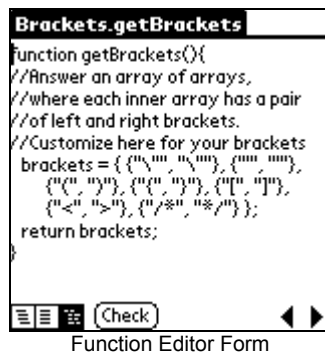 Brackets.getBrackets
function getBrackets(){
//Answer an array of arrays,
//where each inner array has a pair
//of left and right brackets.
//Customize here for your brackets
brackets = { {"\"", "\""}, {"'", "'"},
{"(", ")"}, {"{", "}"}, {"[", "]"},
{"<", ">"}, {"/*", "*/"} };
return brackets;
}
Check
Function Editor Form